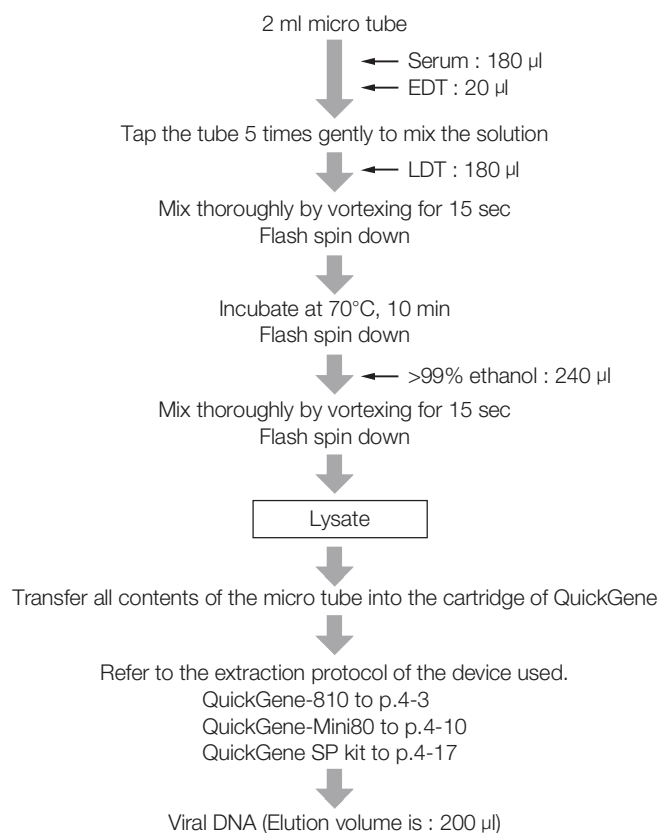 2 ml micro tube
Serum : 180 μl
EDT : 20 μl
Tap the tube 5 times gently to mix the solution
LDT : 180 μl
Mix thoroughly by vortexing for 15 sec
Flash spin down
Incubate at 70°C, 10 min
Flash spin down
>99% ethanol : 240 μl
Mix thoroughly by vortexing for 15 sec
Flash spin down
Lysate
Transfer all contents of the micro tube into the cartridge of QuickGene
Refer to the extraction protocol of the device used.
QuickGene-810 to p.4-3
QuickGene-Mini80 to p.4-10
QuickGene SP kit to p.4-17
Viral DNA (Elution volume is : 200 μl)